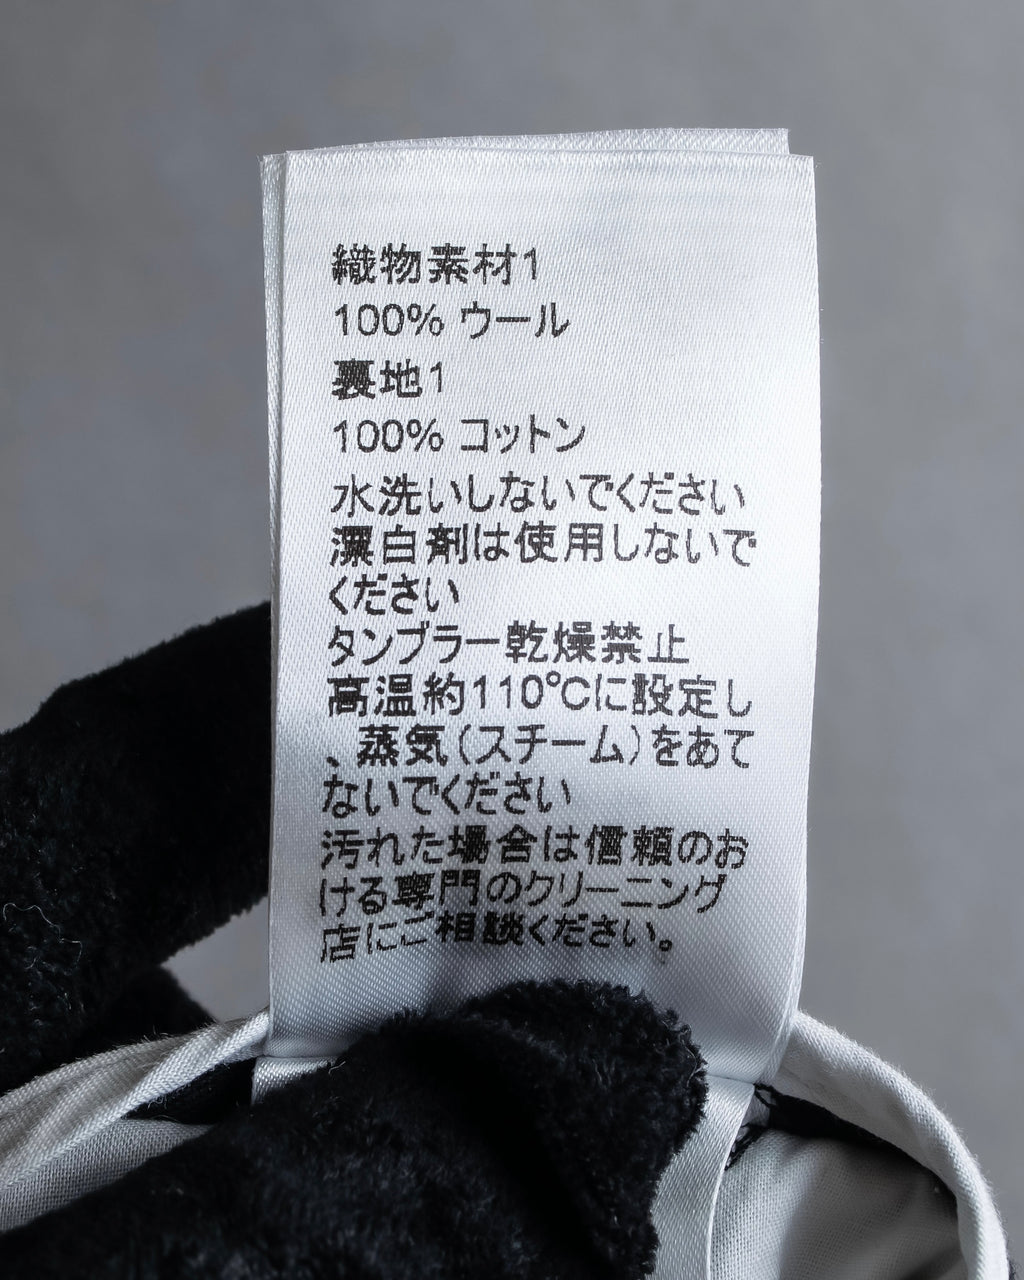 織物素材1
100% ウール
裏地1
100% コットン
水洗いしないでください
漂白剤は使用しないで
ください
タンブラー乾燥禁止
高温約110°Cに設定し
、蒸気(スチーム)をあて
ないでください
汚れた場合は信頼のお
ける専門のクリーニング
店にご相談ください。